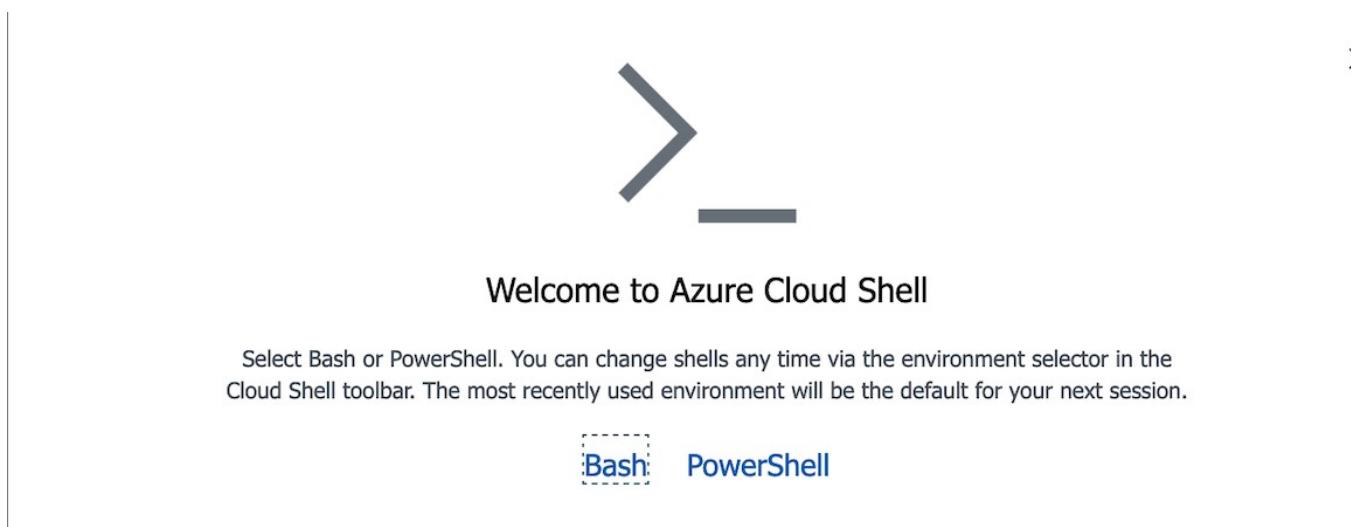 Welcome to Azure Cloud Shell
Select Bash or PowerShell. You can change shells any time via the environment selector in the
Cloud Shell toolbar. The most recently used environment will be the default for your next session.
Bash PowerShell